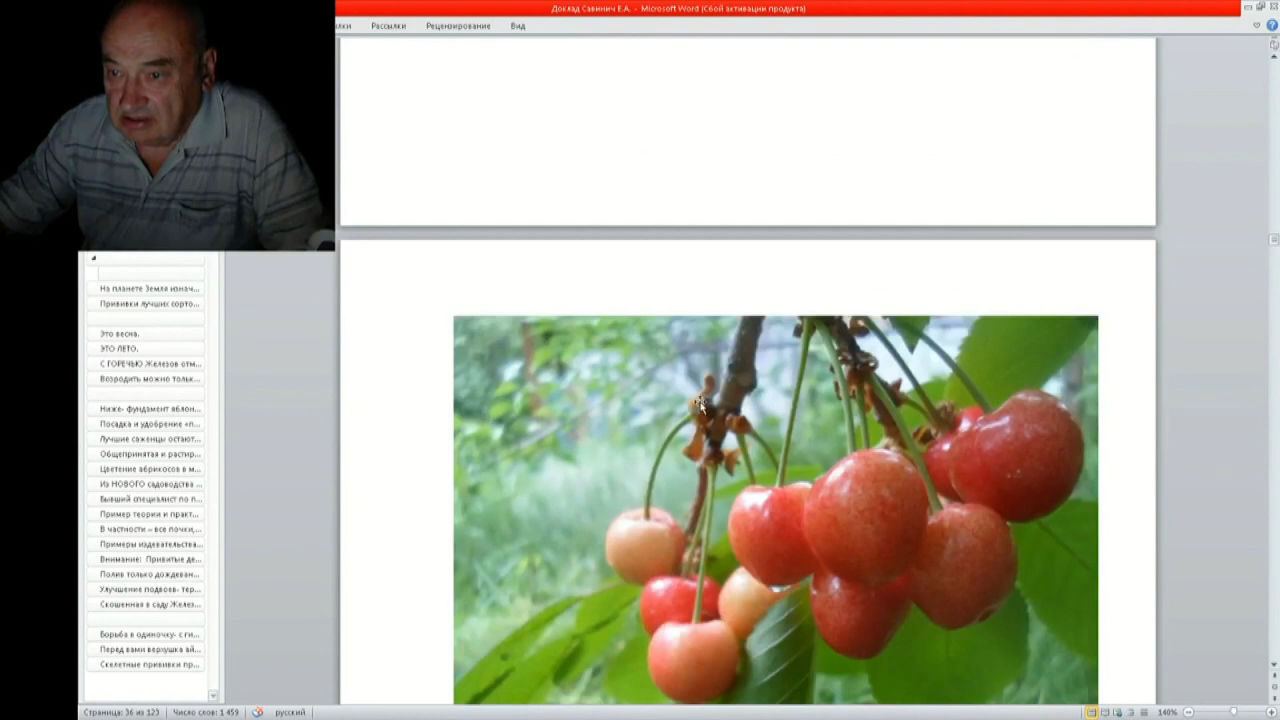 Доклад Савинич Е.А. - Microsoft Word (Сбой активации продукта)
лки Рассылки Рецензирование Вид
На планете Земля изнач...
Прививки лучших сорто...
Это весна.
ЭТО ЛЕТО.
С ГОРЕЧЬЮ Железов отм...
Возродить можно тольк...
Ниже- фундамент яблон...
Посадка и удобрение «п...
Лучшие саженцы остают...
Общепринятая и растир...
Цветение абрикосов в м...
Из НОВОГО садоводства ...
Бывший специалист по п...
Пример теории и практ...
В частности – все почки,...
Примеры издевательства...
Внимание: Привитые де...
Полив только дождеван...
Улучшение подвоев- тер...
Скошенная в саду Желез...
Борьба в одиночку- с ги...
Перед вами верхушка ай...
Скелетные прививки пр...
Страница: 36 из 123 Число слов: 1 459 русский 140%